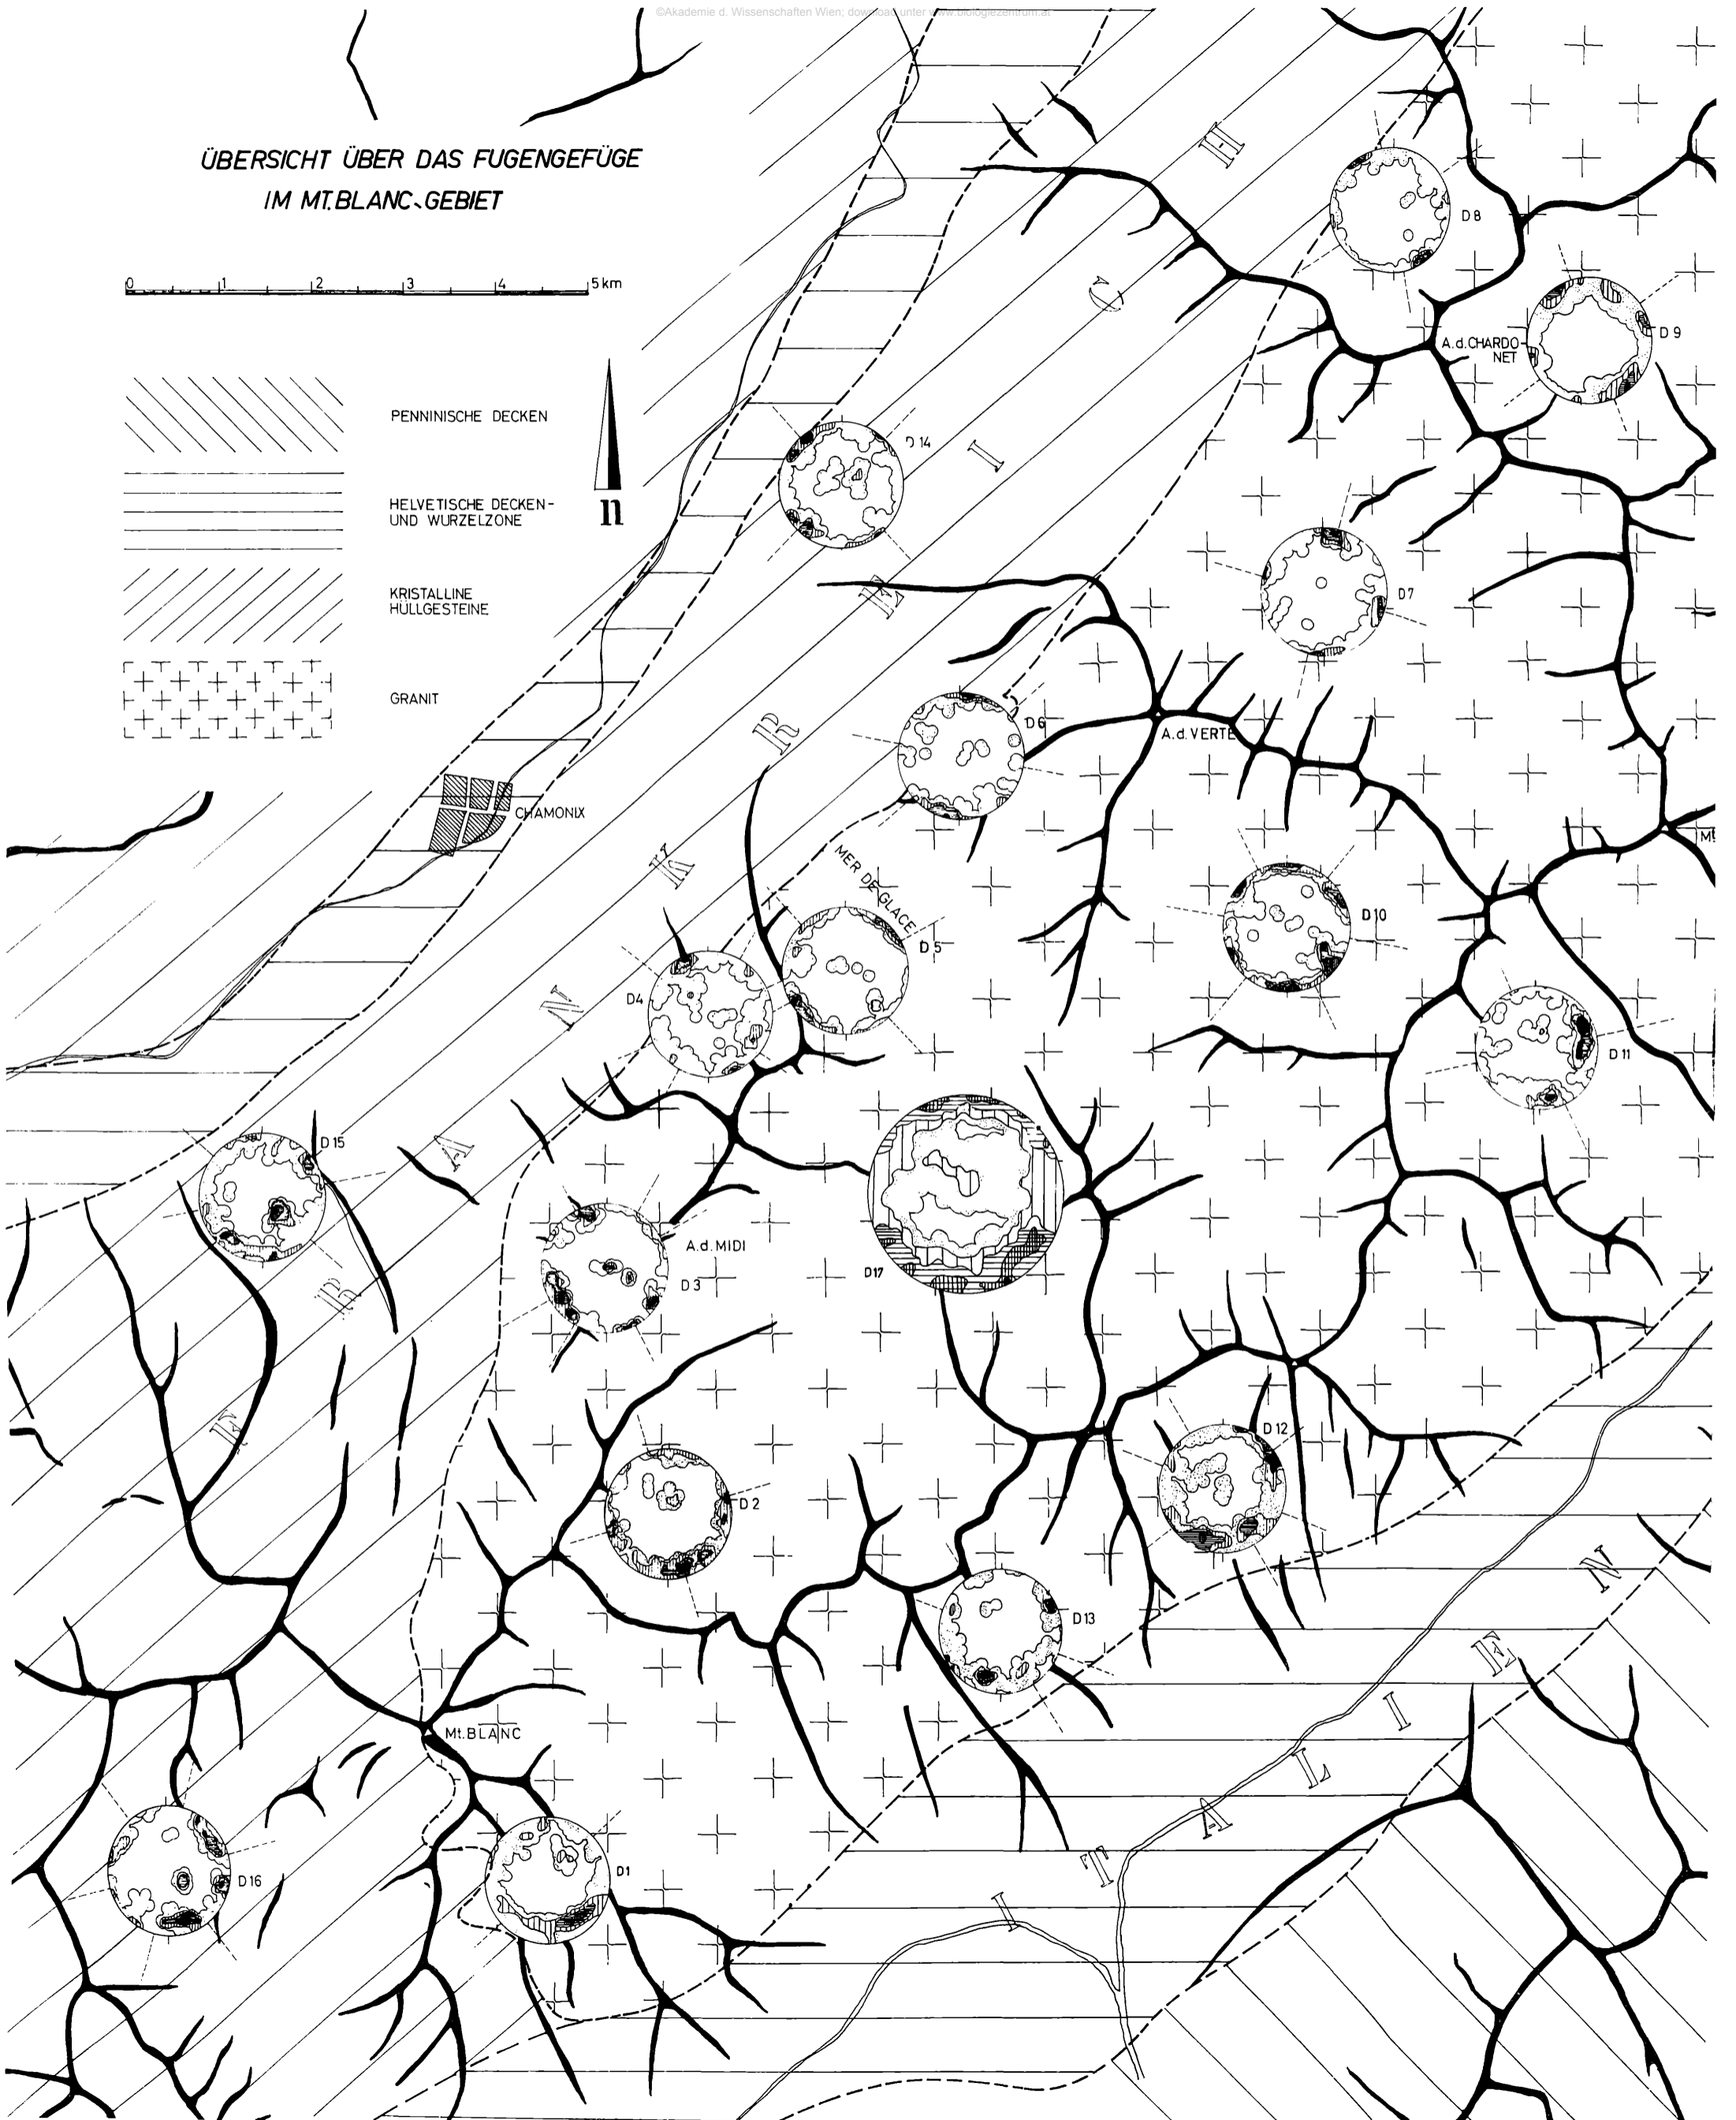 ©Akademie d. Wissenschaften Wien; download unter www.biologiezentrum.at
ÜBERSICHT ÜBER DAS FUGENGEFÜGE
IM MT.BLANC-GEBIET
0 1 2 3 4 5 km
PENNINISCHE DECKEN
HELVETISCHE DECKEN-
UND WURZELZONE
n
KRISTALLINE
HÜLLGESTEINE
GRANIT
FRANKREICH
ITALIEN
D8
D9
A.d.CHARDO-
NET
D14
D7
D6
A.d.VERTE
CHAMONIX
M
MER DE GLACE
D10
D5
D4
D11
D15
A.d.MIDI
D3
D17
D12
D2
D13
Mt.BLANC
D1
D16